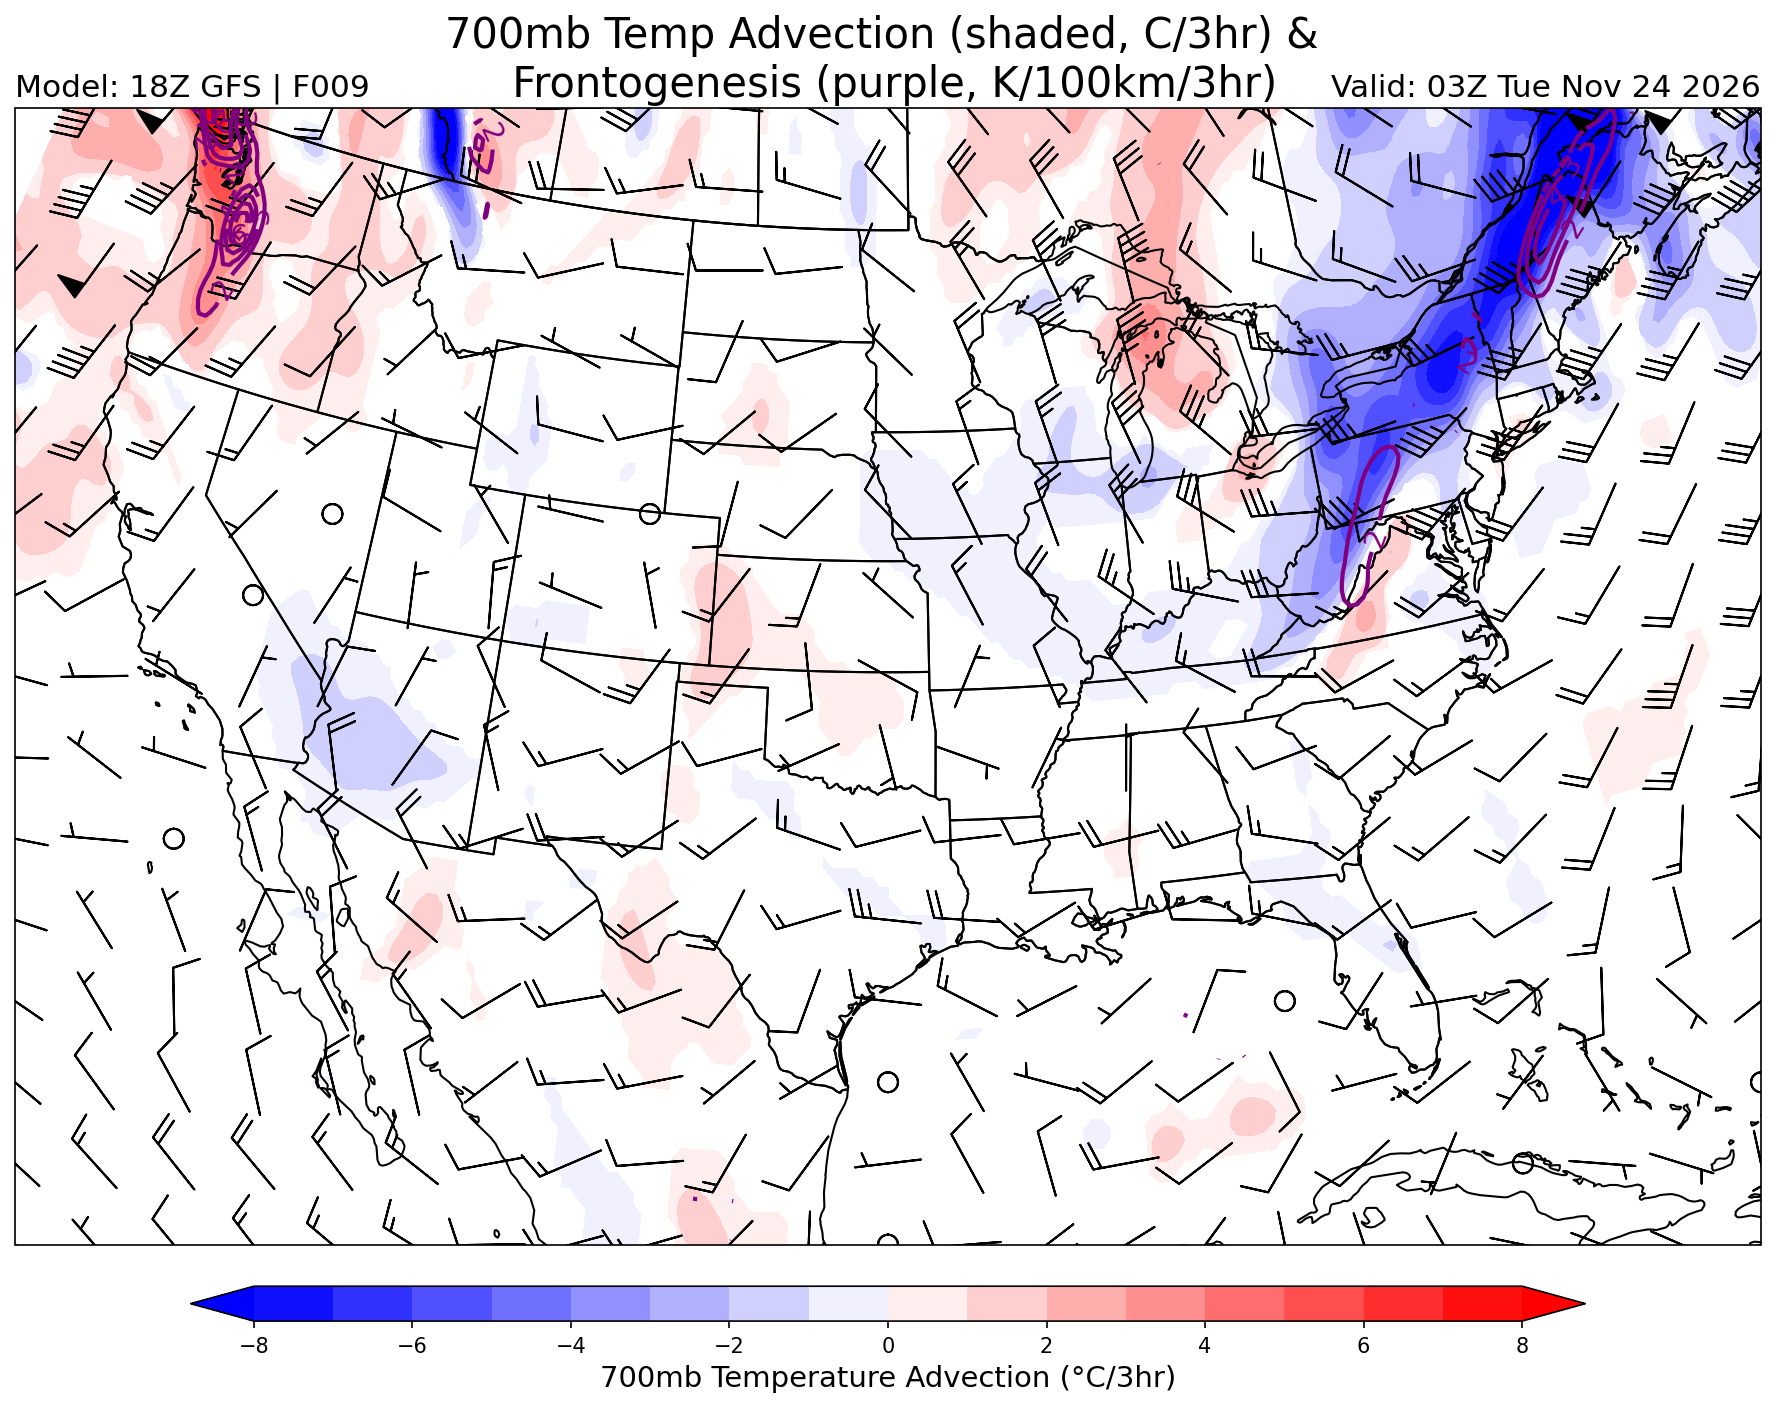 700mb Temp Advection (shaded, C/3hr) &
Frontogenesis (purple, K/100km/3hr)
Model: 18Z GFS | F009
Valid: 03Z Tue Nov 24 2026
−8 −6 −4 −2 0 2 4 6 8
700mb Temperature Advection (°C/3hr)